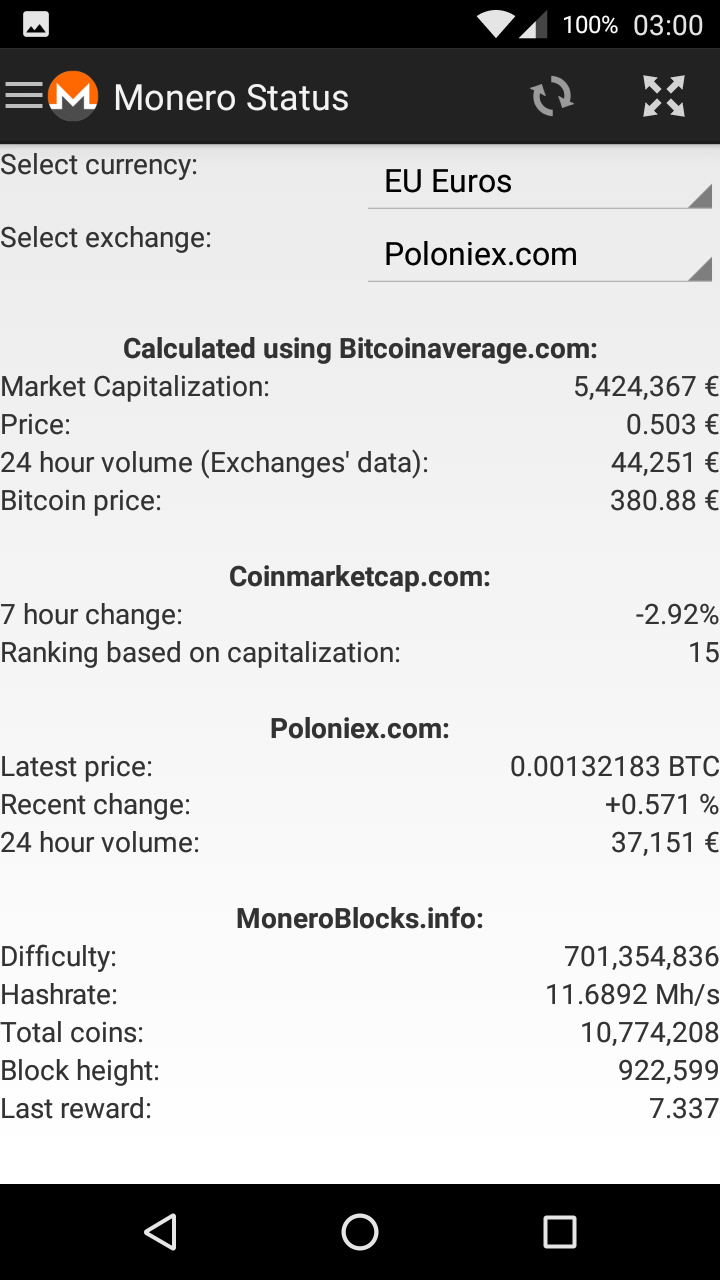 100% 03:00
Monero Status
Select currency: EU Euros
Select exchange: Poloniex.com
Calculated using Bitcoinaverage.com:
Market Capitalization: 5,424,367 €
Price: 0.503 €
24 hour volume (Exchanges' data): 44,251 €
Bitcoin price: 380.88 €
Coinmarketcap.com:
7 hour change: -2.92%
Ranking based on capitalization: 15
Poloniex.com:
Latest price: 0.00132183 BTC
Recent change: +0.571 %
24 hour volume: 37,151 €
MoneroBlocks.info:
Difficulty: 701,354,836
Hashrate: 11.6892 Mh/s
Total coins: 10,774,208
Block height: 922,599
Last reward: 7.337